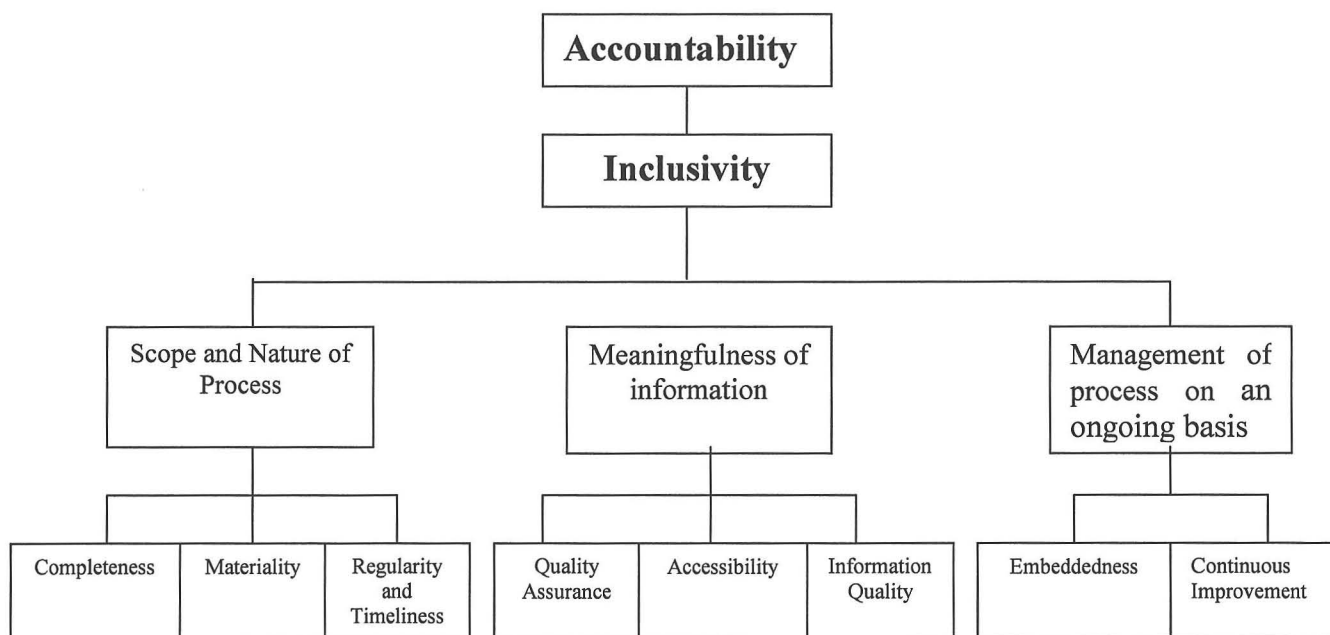 Accountability
Inclusivity
Scope and Nature of
Process
Meaningfulness of
information
Management of
process on an
ongoing basis
Completeness
Materiality
Regularity
and
Timeliness
Quality
Assurance
Accessibility
Information
Quality
Embeddedness
Continuous
Improvement